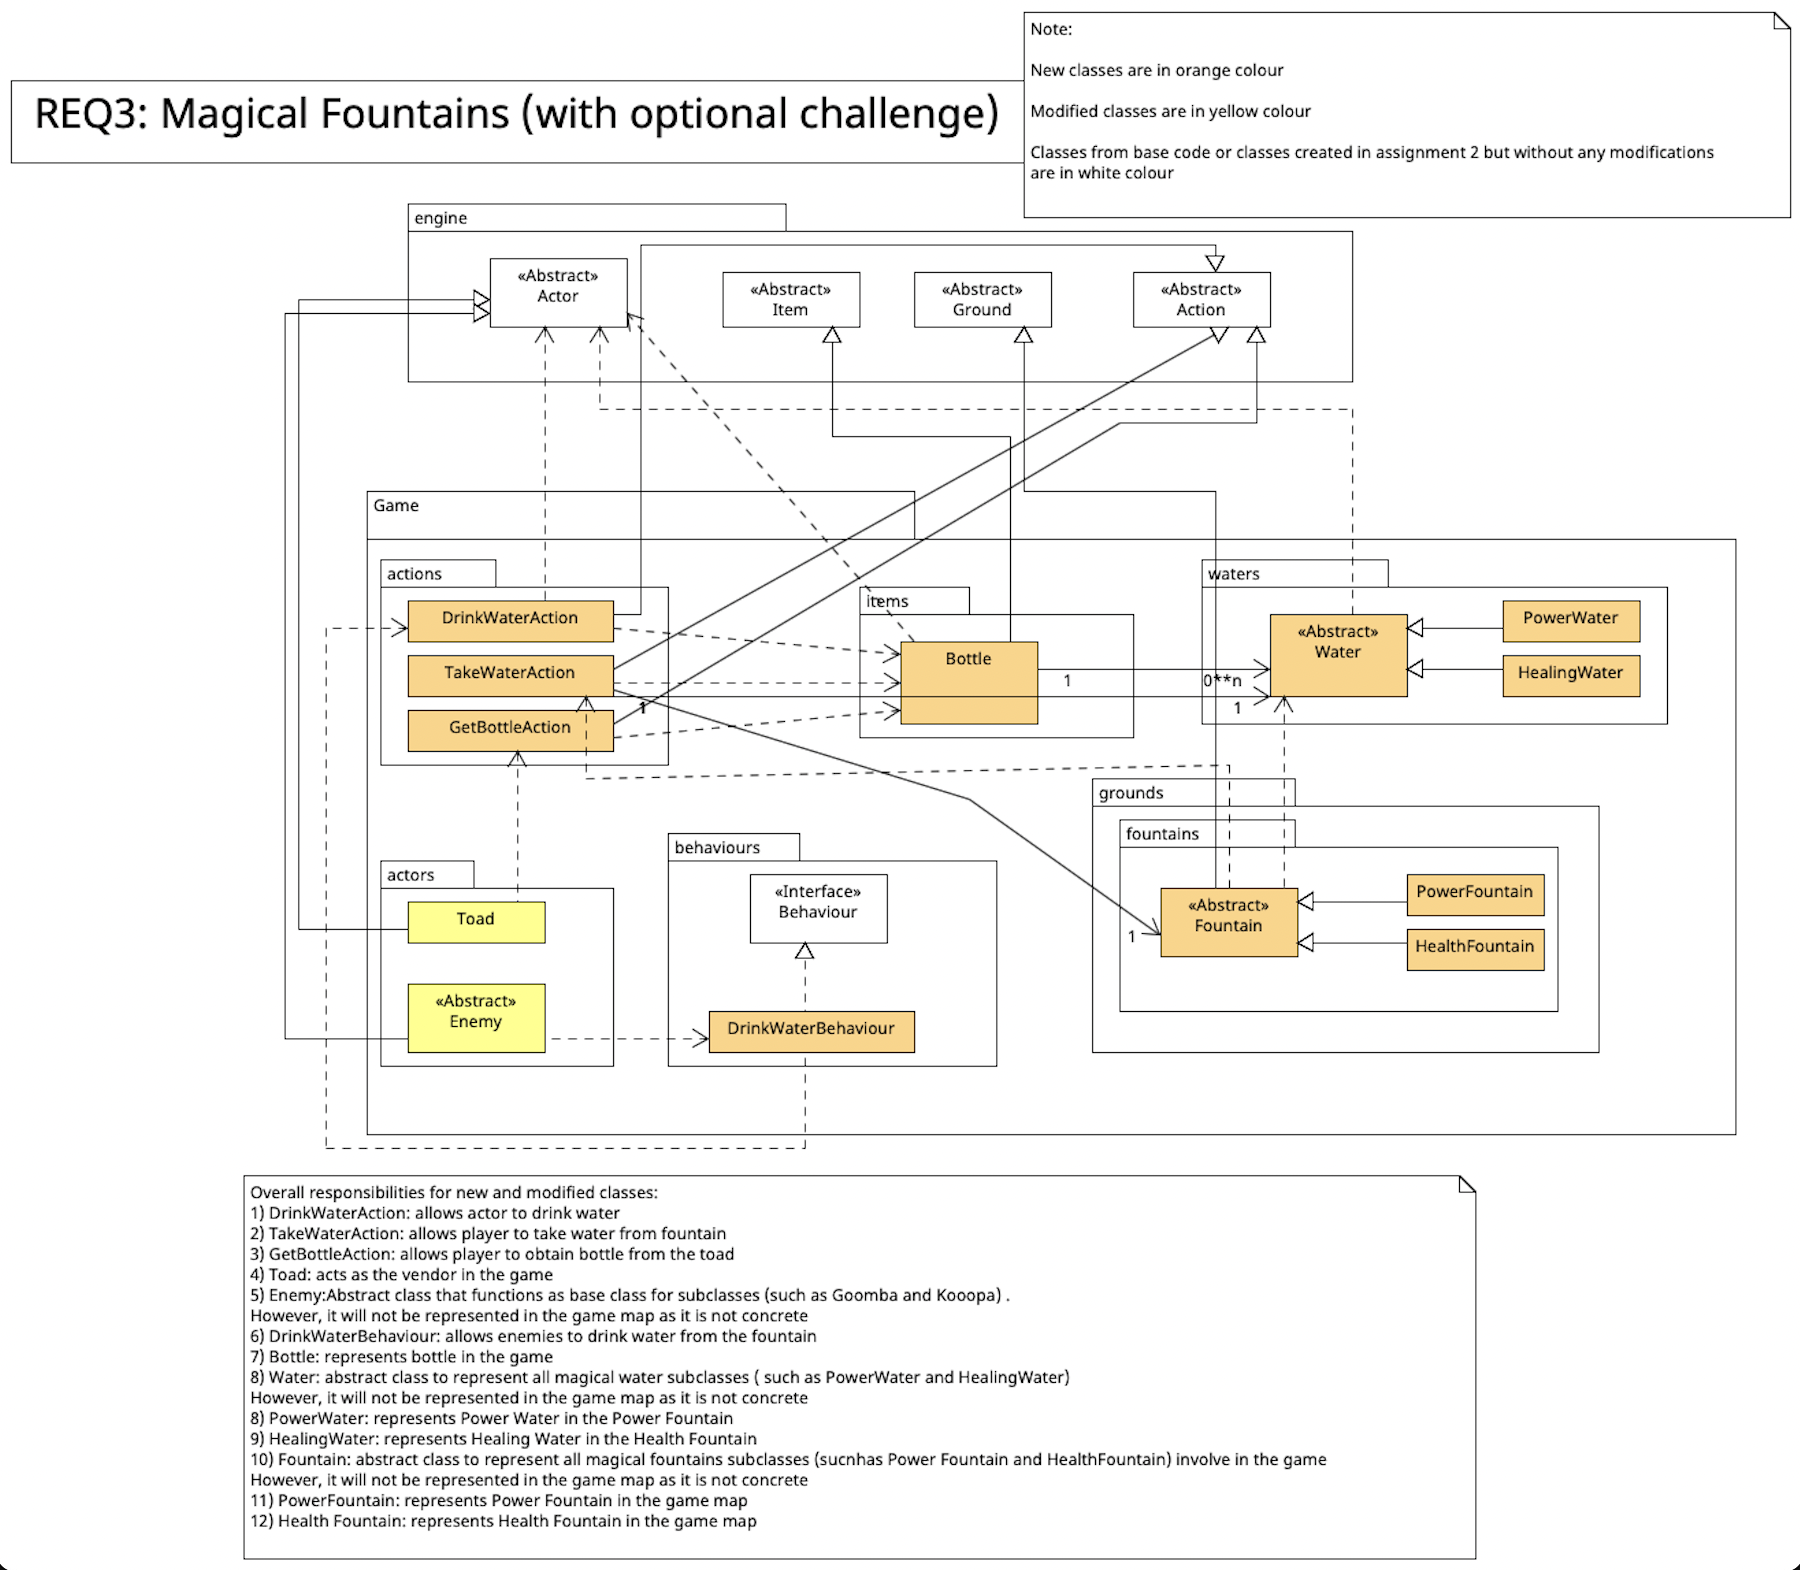 Note:
New classes are in orange colour
Modified classes are in yellow colour
Classes from base code or classes created in assignment 2 but without any modifications
are in white colour
REQ3: Magical Fountains (with optional challenge)
engine
«Abstract»
Actor
«Abstract»
Item
«Abstract»
Ground
«Abstract»
Action
Game
actions
DrinkWaterAction
TakeWaterAction
GetBottleAction
1
items
Bottle
1
0**n
1
waters
«Abstract»
Water
PowerWater
HealingWater
grounds
fountains
«Abstract»
Fountain
1
PowerFountain
HealthFountain
actors
Toad
«Abstract»
Enemy
behaviours
«Interface»
Behaviour
DrinkWaterBehaviour
Overall responsibilities for new and modified classes:
1) DrinkWaterAction: allows actor to drink water
2) TakeWaterAction: allows player to take water from fountain
3) GetBottleAction: allows player to obtain bottle from the toad
4) Toad: acts as the vendor in the game
5) Enemy:Abstract class that functions as base class for subclasses (such as Goomba and Kooopa) .
However, it will not be represented in the game map as it is not concrete
6) DrinkWaterBehaviour: allows enemies to drink water from the fountain
7) Bottle: represents bottle in the game
8) Water: abstract class to represent all magical water subclasses ( such as PowerWater and HealingWater)
However, it will not be represented in the game map as it is not concrete
8) PowerWater: represents Power Water in the Power Fountain
9) HealingWater: represents Healing Water in the Health Fountain
10) Fountain: abstract class to represent all magical fountains subclasses (sucnhas Power Fountain and HealthFountain) involve in the game
However, it will not be represented in the game map as it is not concrete
11) PowerFountain: represents Power Fountain in the game map
12) Health Fountain: represents Health Fountain in the game map